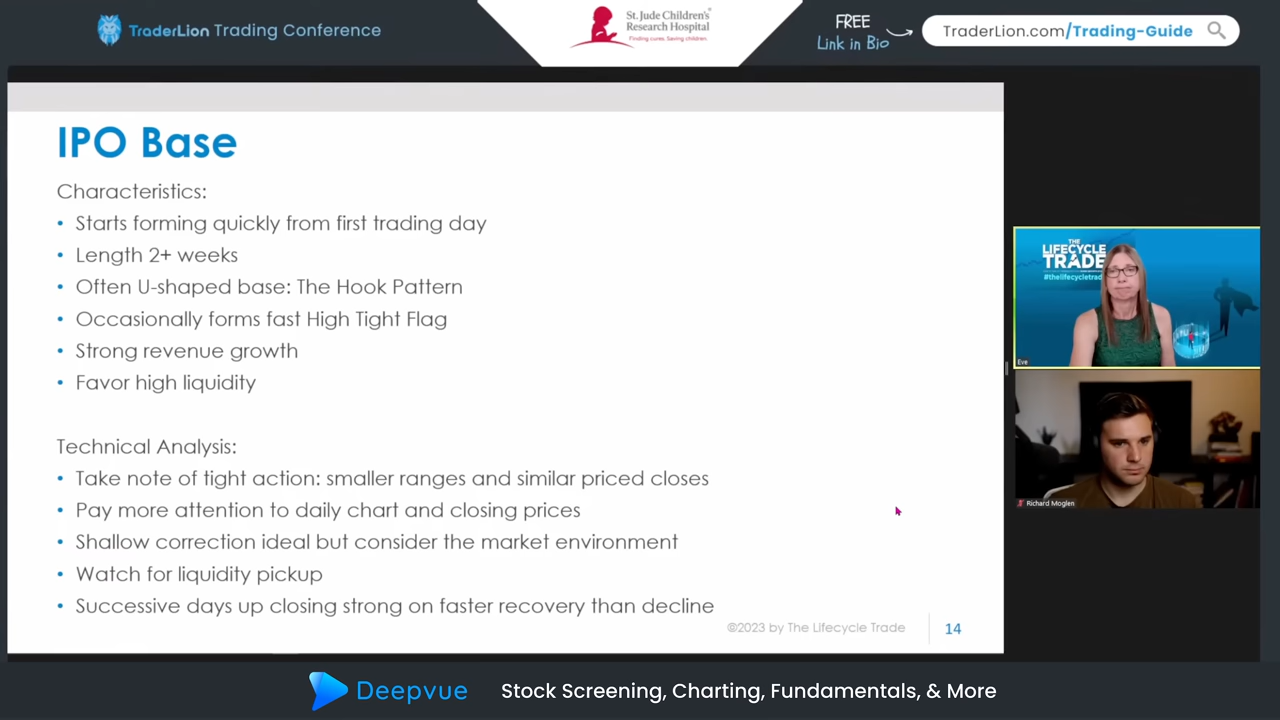 TraderLion Trading Conference
St. Jude Children's
Research Hospital
Finding cures. Saving children.
FREE
Link in Bio
TraderLion.com/Trading-Guide
IPO Base
Characteristics:
• Starts forming quickly from first trading day
• Length 2+ weeks
• Often U-shaped base: The Hook Pattern
• Occasionally forms fast High Tight Flag
• Strong revenue growth
• Favor high liquidity
Technical Analysis:
• Take note of tight action: smaller ranges and similar priced closes
• Pay more attention to daily chart and closing prices
• Shallow correction ideal but consider the market environment
• Watch for liquidity pickup
• Successive days up closing strong on faster recovery than decline
©2023 by The Lifecycle Trade
14
THE
LIFECYCLE
TRADE
Eve
Richard Moglen
Deepvue
Stock Screening, Charting, Fundamentals, & More